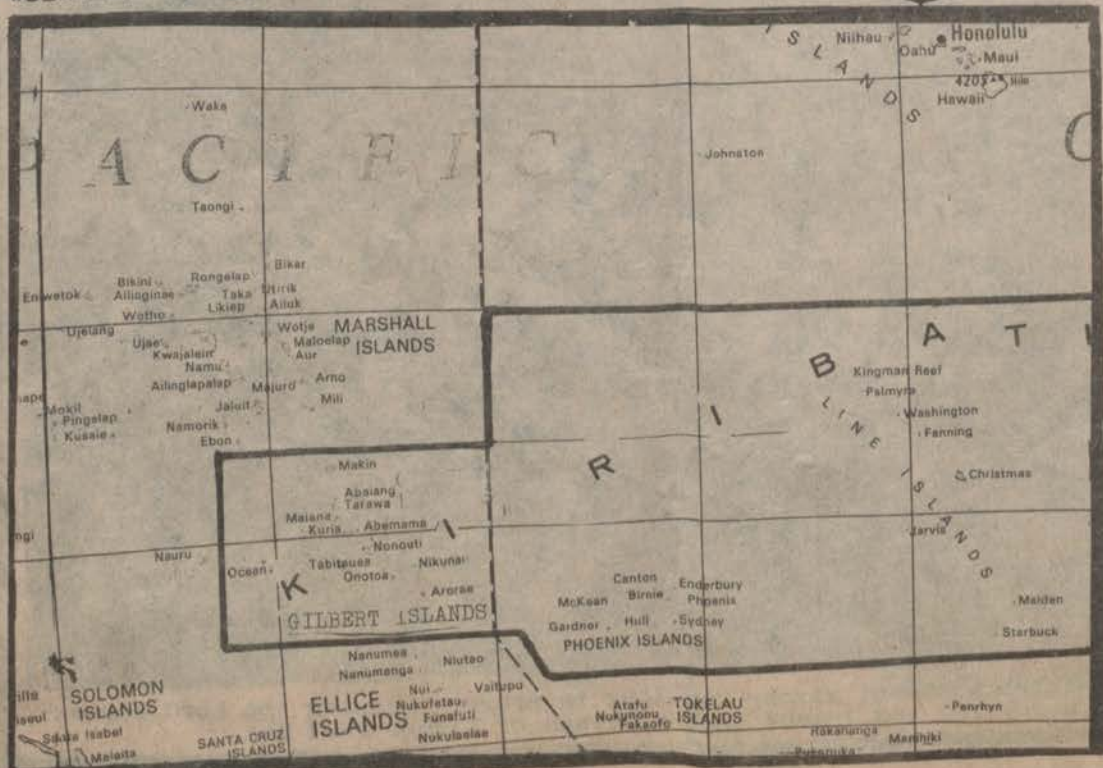 ISLANDS
Niihau
Honolulu
Oahu
Maui
420
Hilo
Hawaii
Wake
PACIFIC
Johnston
Taongi
Bikar
Bikini
Rongelap
Utirik
Eniwetok
Ailinginae
Taka
Wotho
Likiep
Ailuk
Ujelang
Wotje
MARSHALL
ISLANDS
Ujae
Maloelap
Kwajalein
Aur
Namu
Ailinglapalap
Majuro
Arno
Mokil
Jaluit
Mili
Pingelap
Namorik
Kusaie
Ebon
KIRIBATI
Kingman Reef
Palmyra
Washington
LINE ISLANDS
Fanning
Christmas
Jarvis
Malden
Starbuck
Makin
Abaiang
Tarawa
Maiana
Kuria
Abemama
Nonouti
Nauru
Ocean
Tabiteuea
Nikunau
Onotoa
Arorae
GILBERT ISLANDS
Canton
Enderbury
McKean
Birnie
Phoenix
Gardner
Hull
Sydney
PHOENIX ISLANDS
Nanumea
Niutao
Nanumanga
SOLOMON
ISLANDS
Nui
Vaitupu
ELLICE
ISLANDS
Nukufetau
Funafuti
Nukulaelae
Atafu
Nukunonu
Fakaofo
TOKELAU
ISLANDS
Penrhyn
Santa Isabel
Malaita
SANTA CRUZ
ISLANDS
Rakahanga
Manihiki
Pukapuka